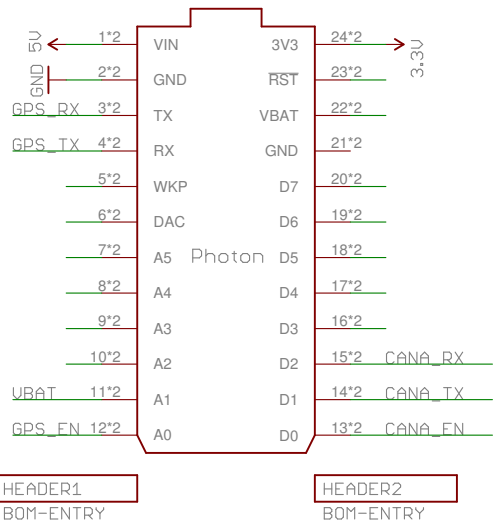 5V 1*2 VIN 3V3 24*2 3.3V
GND 2*2 GND RST 23*2
GPS_RX 3*2 TX VBAT 22*2
GPS_TX 4*2 RX GND 21*2
5*2 WKP D7 20*2
6*2 DAC D6 19*2
7*2 A5 Photon D5 18*2
8*2 A4 D4 17*2
9*2 A3 D3 16*2
10*2 A2 D2 15*2 CANA_RX
VBAT 11*2 A1 D1 14*2 CANA_TX
GPS_EN 12*2 A0 D0 13*2 CANA_EN
HEADER1 HEADER2
BOM-ENTRY BOM-ENTRY